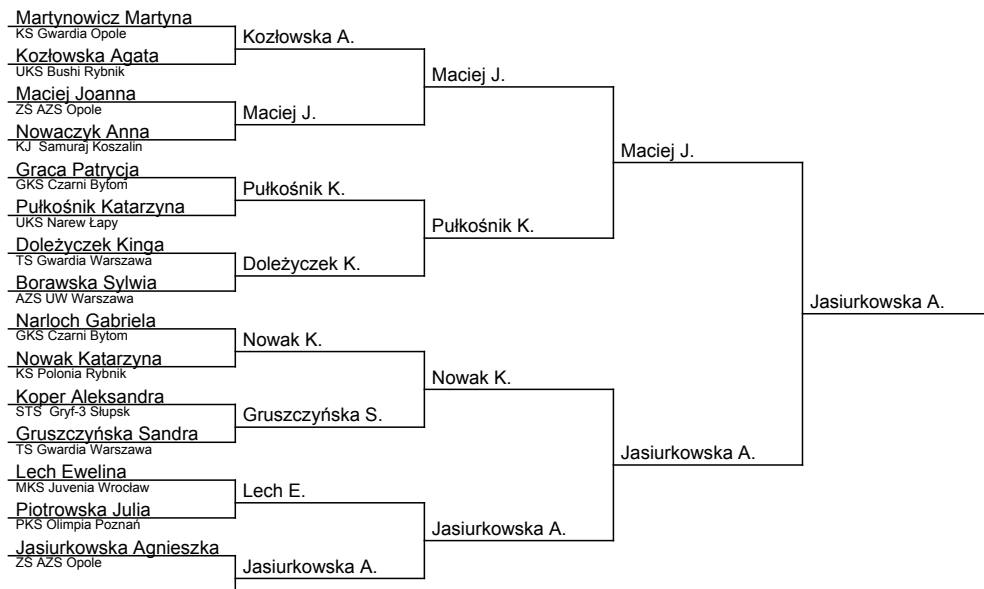 Martynowicz Martyna
KS Gwardia Opole
Kozłowska Agata
UKS Bushi Rybnik
Maciej Joanna
ZS AZS Opole
Nowaczyk Anna
KJ Samuraj Koszalin
Graca Patrycja
GKS Czarni Bytom
Pułkośnik Katarzyna
UKS Narew Łapy
Doleżyczek Kinga
TS Gwardia Warszawa
Borawska Sylwia
AZS UW Warszawa
Narloch Gabriela
GKS Czarni Bytom
Nowak Katarzyna
KS Polonia Rybnik
Koper Aleksandra
STS Gryf-3 Słupsk
Gruszczyńska Sandra
TS Gwardia Warszawa
Lech Ewelina
MKS Juvenia Wrocław
Piotrowska Julia
PKS Olimpia Poznań
Jasiurkowska Agnieszka
ZS AZS Opole
Kozłowska A.
Maciej J.
Pułkośnik K.
Doleżyczek K.
Nowak K.
Gruszczyńska S.
Lech E.
Jasiurkowska A.
Maciej J.
Pułkośnik K.
Nowak K.
Jasiurkowska A.
Maciej J.
Jasiurkowska A.
Jasiurkowska A.